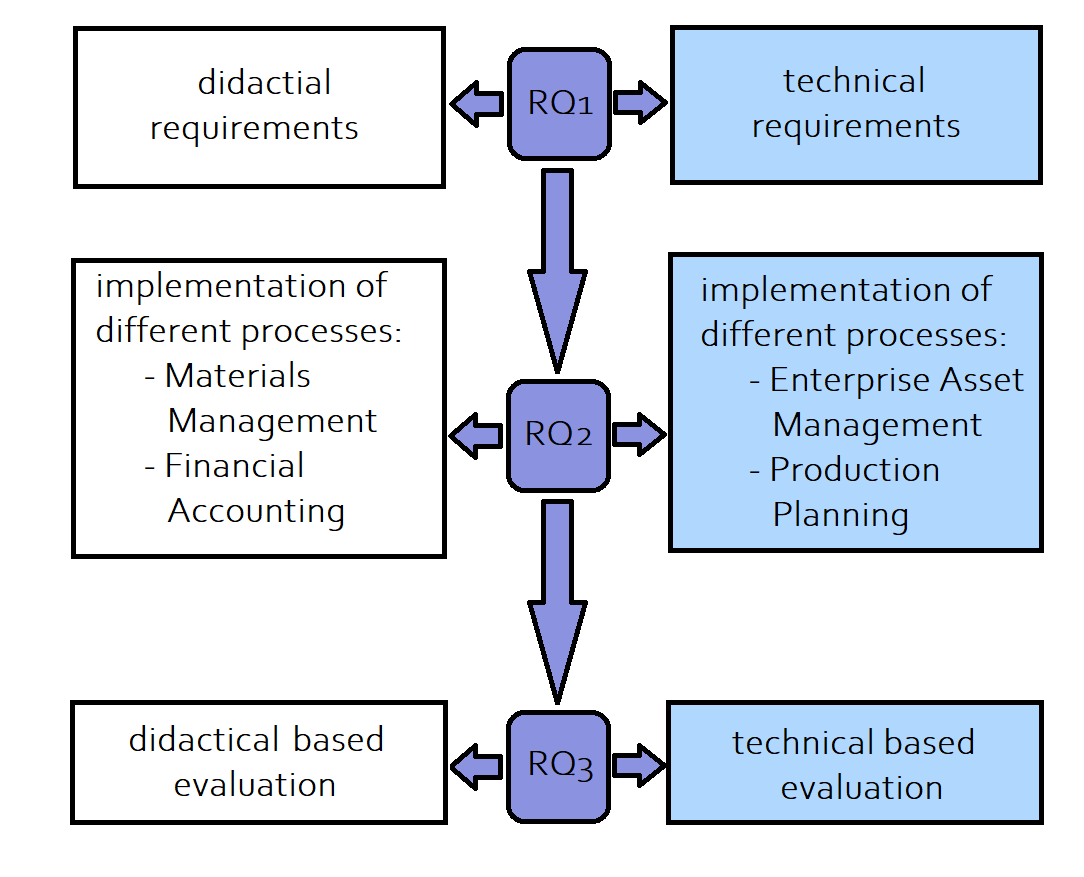 didactial
requirements
RQ1
technical
requirements
implementation of
different processes:
- Materials
Management
- Financial
Accounting
RQ2
implementation of
different processes:
- Enterprise Asset
Management
- Production
Planning
didactical based
evaluation
RQ3
technical based
evaluation